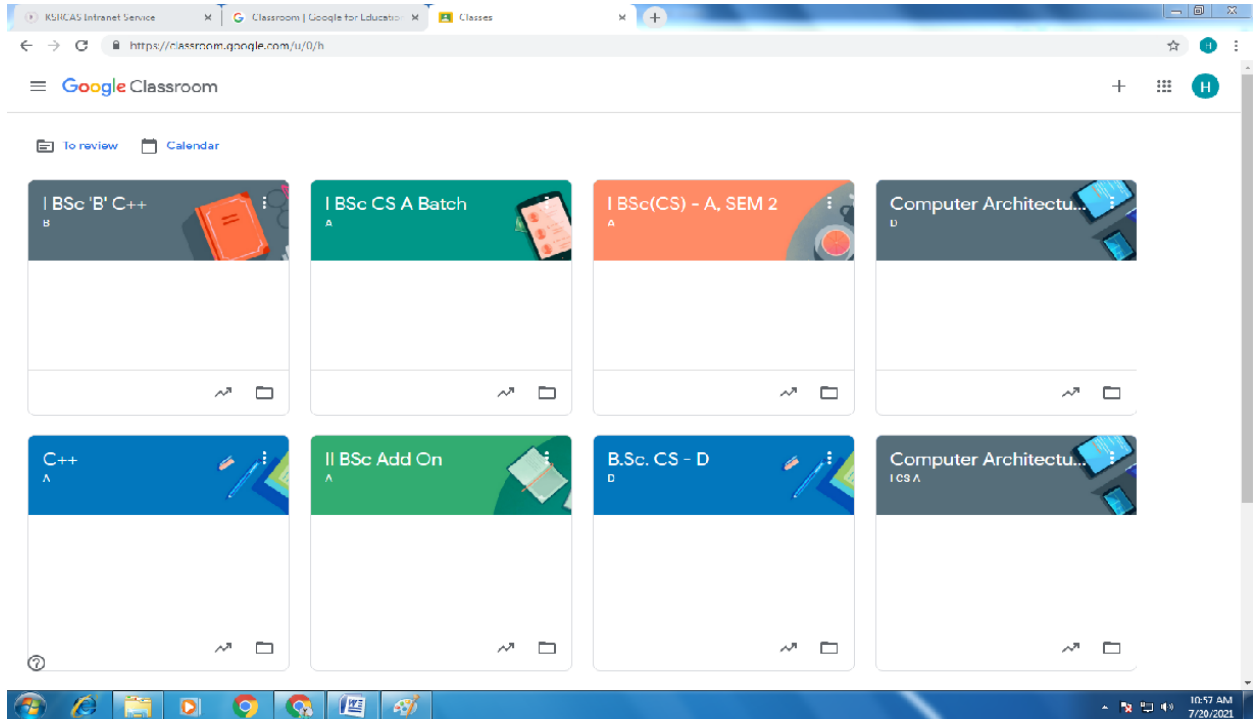 KSRCAS Intranet Service
Classroom | Google for Education
Classes
https://classroom.google.com/u/0/h
H
Google Classroom
H
To review
Calendar
I BSc 'B' C++
B
I BSc CS A Batch
A
I BSc(CS) - A, SEM 2
A
Computer Architectu...
D
C++
A
II BSc Add On
A
B.Sc. CS - D
D
Computer Architectu...
I CS A
10:57 AM
7/20/2021